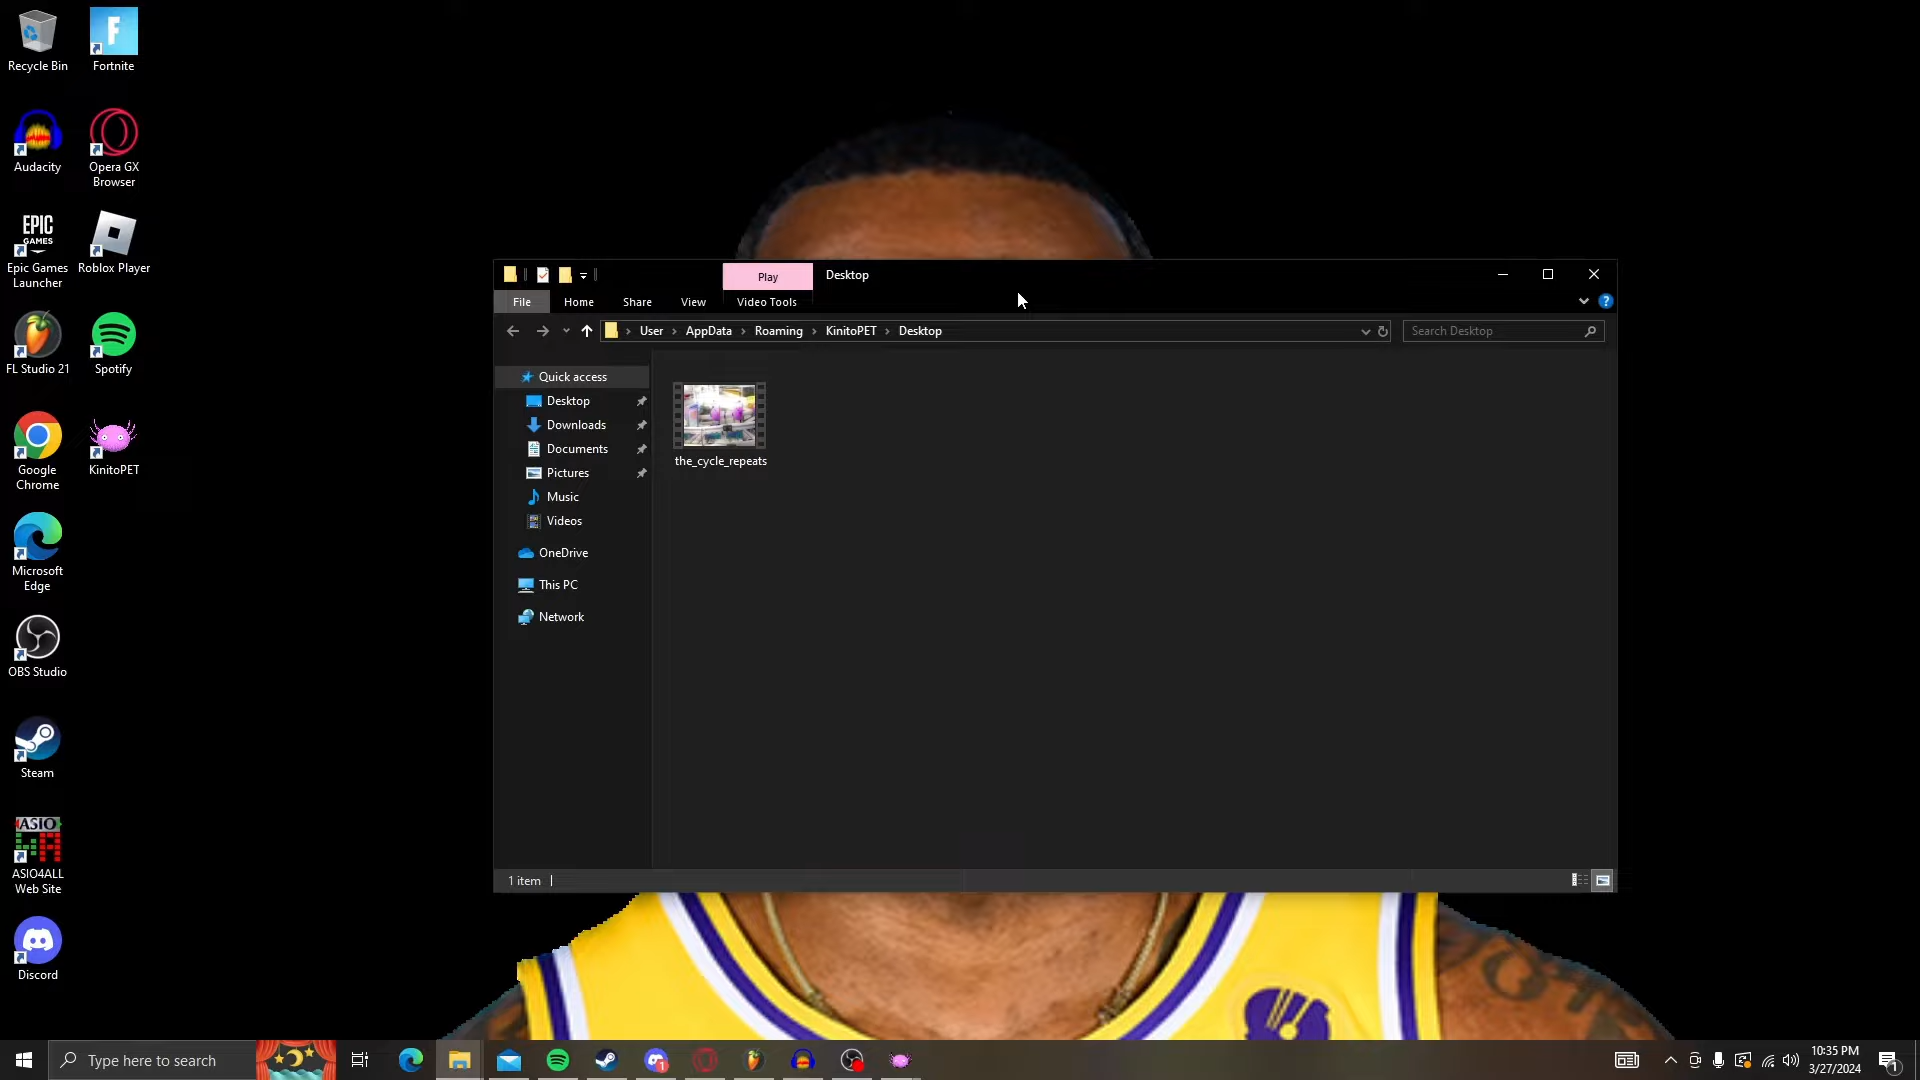 Recycle Bin
Fortnite
Audacity
Opera GX
Browser
EPIC
GAMES
Epic Games
Launcher
Roblox Player
FL Studio 21
Spotify
Google
Chrome
KinitoPET
Microsoft
Edge
OBS Studio
Steam
ASIO
4A
ASIO4ALL
Web Site
Discord
Play
Desktop
File
Home
Share
View
Video Tools
User
AppData
Roaming
KinitoPET
Desktop
Search Desktop
Quick access
Desktop
Downloads
Documents
Pictures
Music
Videos
OneDrive
This PC
Network
the_cycle_repeats
1 item
Type here to search
1
10:35 PM
3/27/2024
1